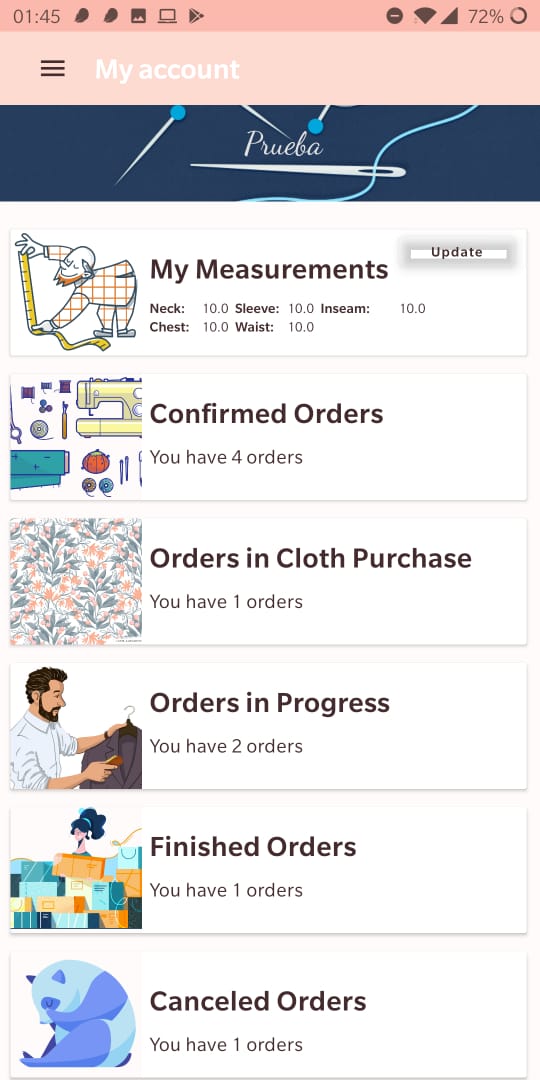 01:45 72%
My account
Prueba
Update
My Measurements
Neck: 10.0 Sleeve: 10.0 Inseam: 10.0
Chest: 10.0 Waist: 10.0
Confirmed Orders
You have 4 orders
Orders in Cloth Purchase
You have 1 orders
Orders in Progress
You have 2 orders
Finished Orders
You have 1 orders
Canceled Orders
You have 1 orders